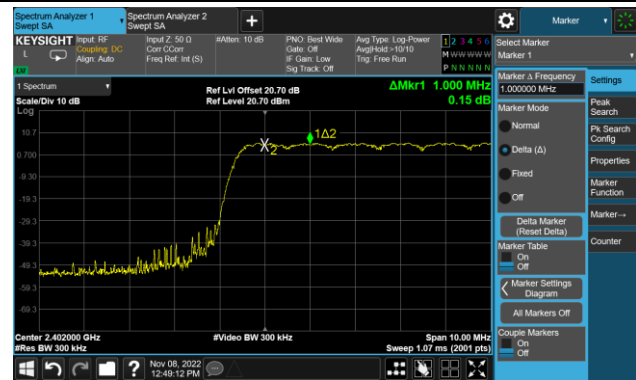 Spectrum Analyzer 1
Swept SA
Spectrum Analyzer 2
Swept SA
+
Marker
KEYSIGHT
L
Input: RF
Coupling: DC
Align: Auto
Input Z: 50 Ω
Corr CCorr
Freq Ref: Int (S)
#Atten: 10 dB
PNO: Best Wide
Gate: Off
IF Gain: Low
Sig Track: Off
Avg Type: Log-Power
Avg|Hold:>10/10
Trig: Free Run
1 2 3 4 5 6
M W W W W W
P N N N N N
Select Marker
Marker 1
1 Spectrum
Scale/Div 10 dB
Log
Ref Lvl Offset 20.70 dB
Ref Level 20.70 dBm
ΔMkr1 1.000 MHz
0.15 dB
10.7
0.700
-9.30
-19.3
-29.3
-39.3
-49.3
-59.3
-69.3
2
1Δ2
Center 2.402000 GHz
#Res BW 300 kHz
#Video BW 300 kHz
Span 10.00 MHz
Sweep 1.07 ms (2001 pts)
Marker Δ Frequency
1.000000 MHz
Marker Mode
Normal
Delta (Δ)
Fixed
Off
Delta Marker
(Reset Delta)
Marker Table
On
Off
Marker Settings
Diagram
All Markers Off
Couple Markers
On
Off
Settings
Peak
Search
Pk Search
Config
Properties
Marker
Function
Marker→
Counter
?
Nov 08, 2022
12:49:12 PM